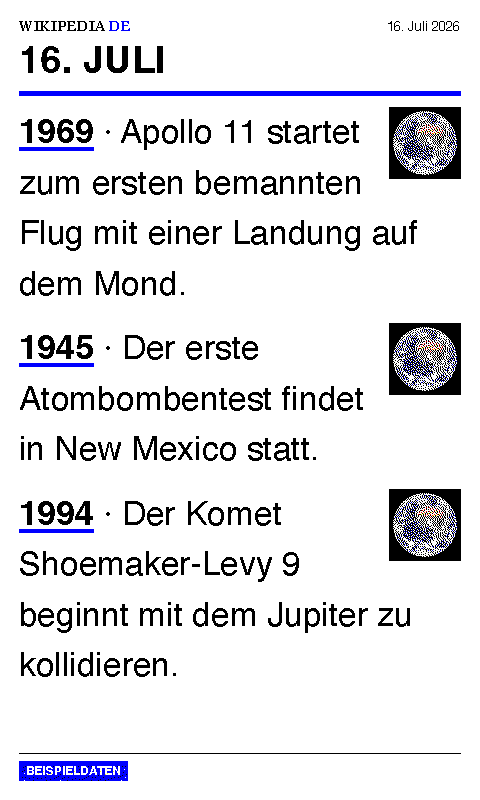 WIKIPEDIA DE
16. Juli 2026
16. JULI
1969 · Apollo 11 startet
zum ersten bemannten
Flug mit einer Landung auf
dem Mond.
1945 · Der erste
Atombombentest findet
in New Mexico statt.
1994 · Der Komet
Shoemaker-Levy 9
beginnt mit dem Jupiter zu
kollidieren.
BEISPIELDATEN